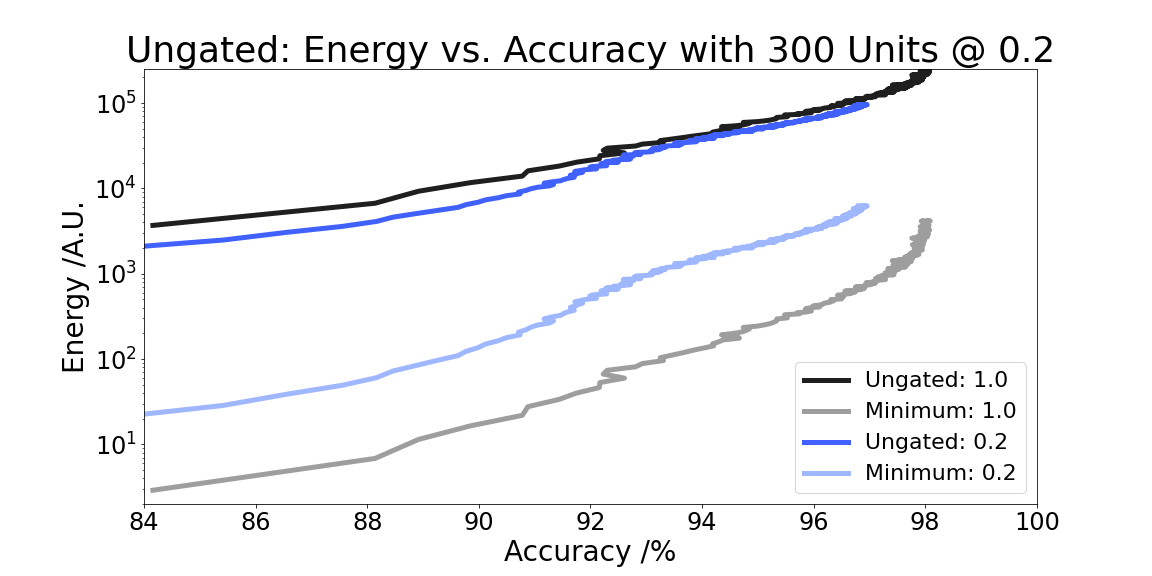 Ungated: Energy vs. Accuracy with 300 Units @ 0.2
Energy /A.U.
10^5
10^4
10^3
10^2
10^1
Ungated: 1.0
Minimum: 1.0
Ungated: 0.2
Minimum: 0.2
84 86 88 90 92 94 96 98 100
Accuracy /%